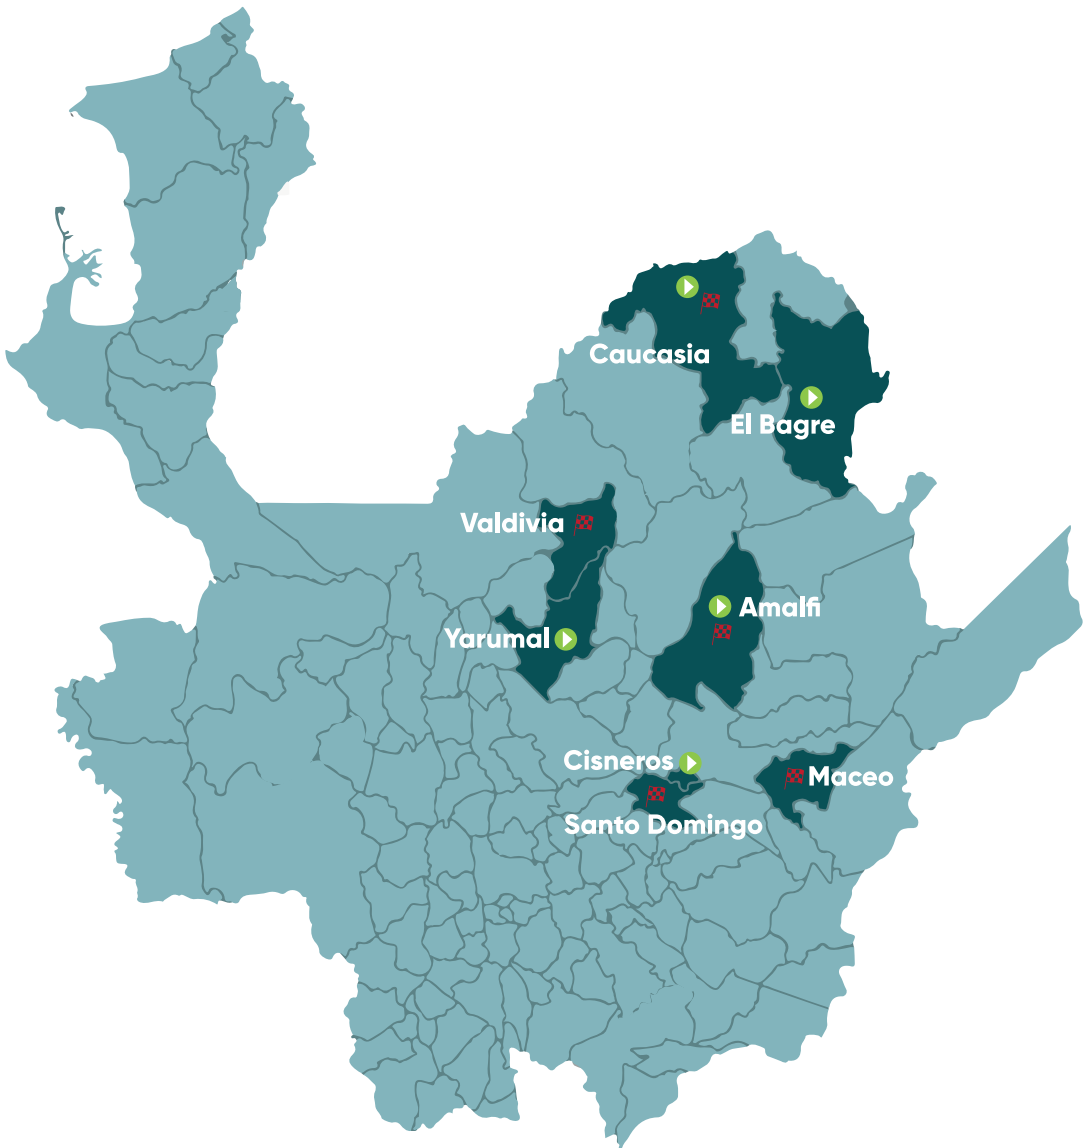 Caucasia
El Bagre
Valdivia
Amalfi
Yarumal
Cisneros
Maceo
Santo Domingo